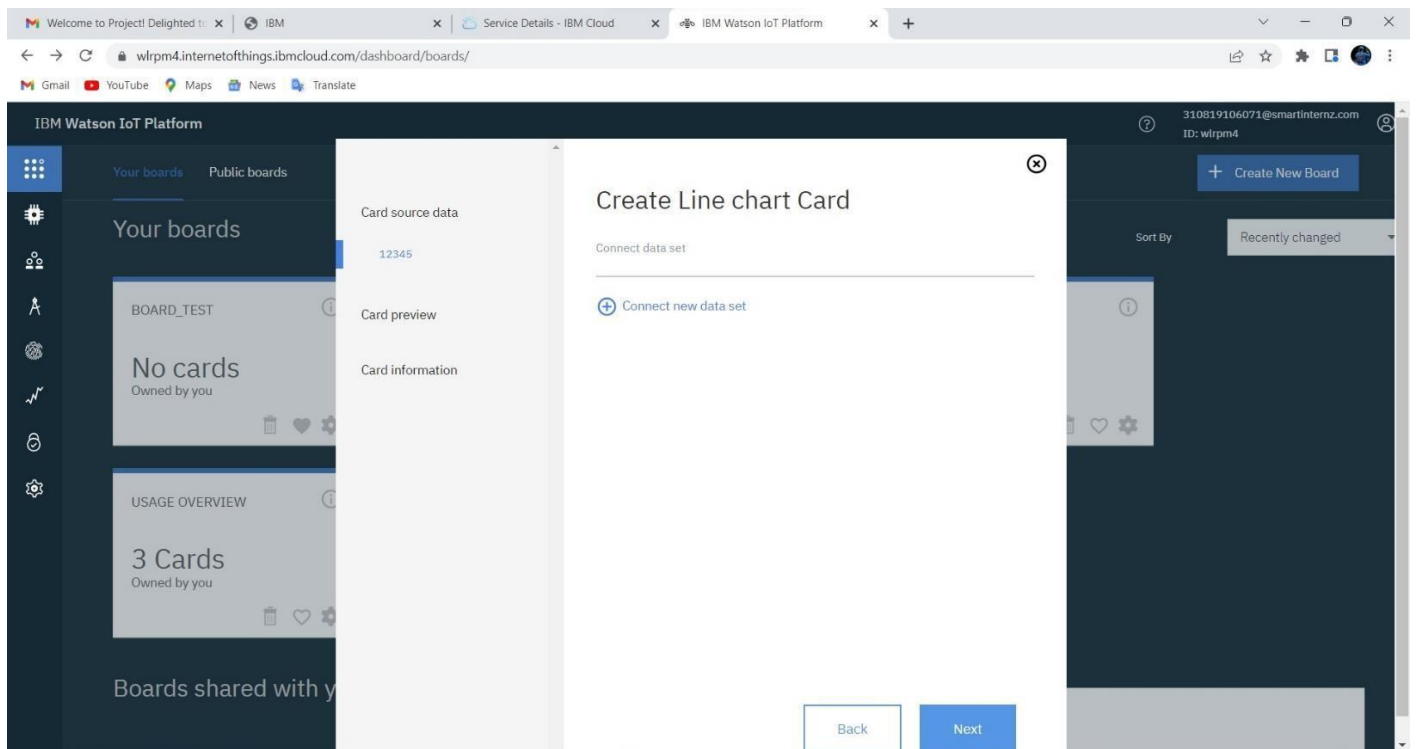 Welcome to Project! Delighted to
IBM
Service Details - IBM Cloud
IBM Watson IoT Platform
wlrpm4.internetofthings.ibmcloud.com/dashboard/boards/
Gmail YouTube Maps News Translate
IBM Watson IoT Platform
310819106071@smartinternz.com
ID: wlrpm4
Your boards Public boards
Create New Board
Your boards
Sort By Recently changed
BOARD_TEST
No cards
Owned by you
USAGE OVERVIEW
3 Cards
Owned by you
Boards shared with y
Card source data
12345
Card preview
Card information
Create Line chart Card
Connect data set
Connect new data set
Back Next